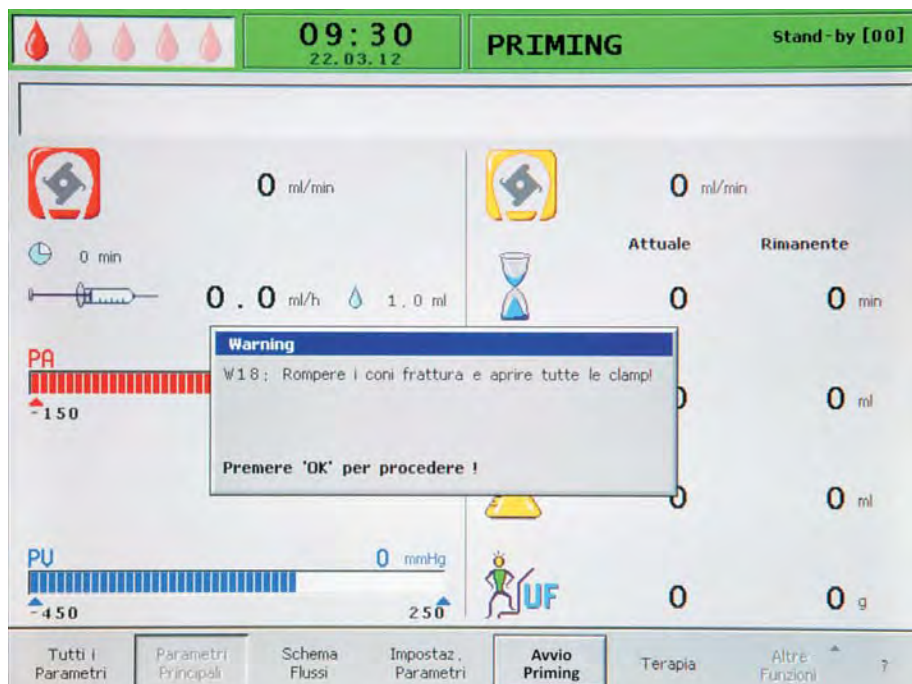 09:30
22.03.12
PRIMING
Stand-by [00]
0 ml/min
0 ml/min
0 min
Attuale Rimanente
0.0 ml/h 1.0 ml
0 0 min
PA
-150
Warning
W18: Rompere i coni frattura e aprire tutte le clamp!
Premere 'OK' per procedere !
0 ml
0 0 ml
PV 0 mmHg
-450 250
UF 0 0 g
Tutti i Parametri
Parametri Principali
Schema Flussi
Impostaz. Parametri
Avvio Priming
Terapia
Altre Funzioni
?